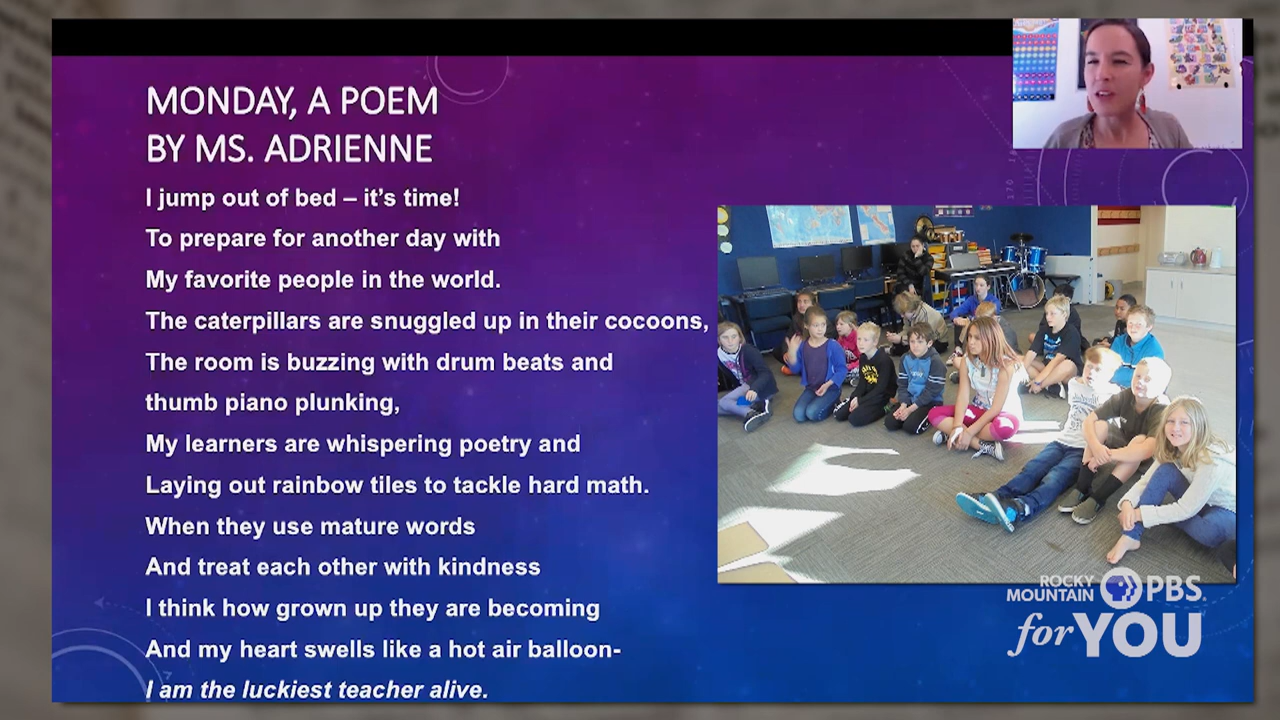 MONDAY, A POEM
BY MS. ADRIENNE
I jump out of bed – it's time!
To prepare for another day with
My favorite people in the world.
The caterpillars are snuggled up in their cocoons,
The room is buzzing with drum beats and
thumb piano plunking,
My learners are whispering poetry and
Laying out rainbow tiles to tackle hard math.
When they use mature words
And treat each other with kindness
I think how grown up they are becoming
And my heart swells like a hot air balloon-
I am the luckiest teacher alive.
ROCKY
MOUNTAIN PBS.
for YOU